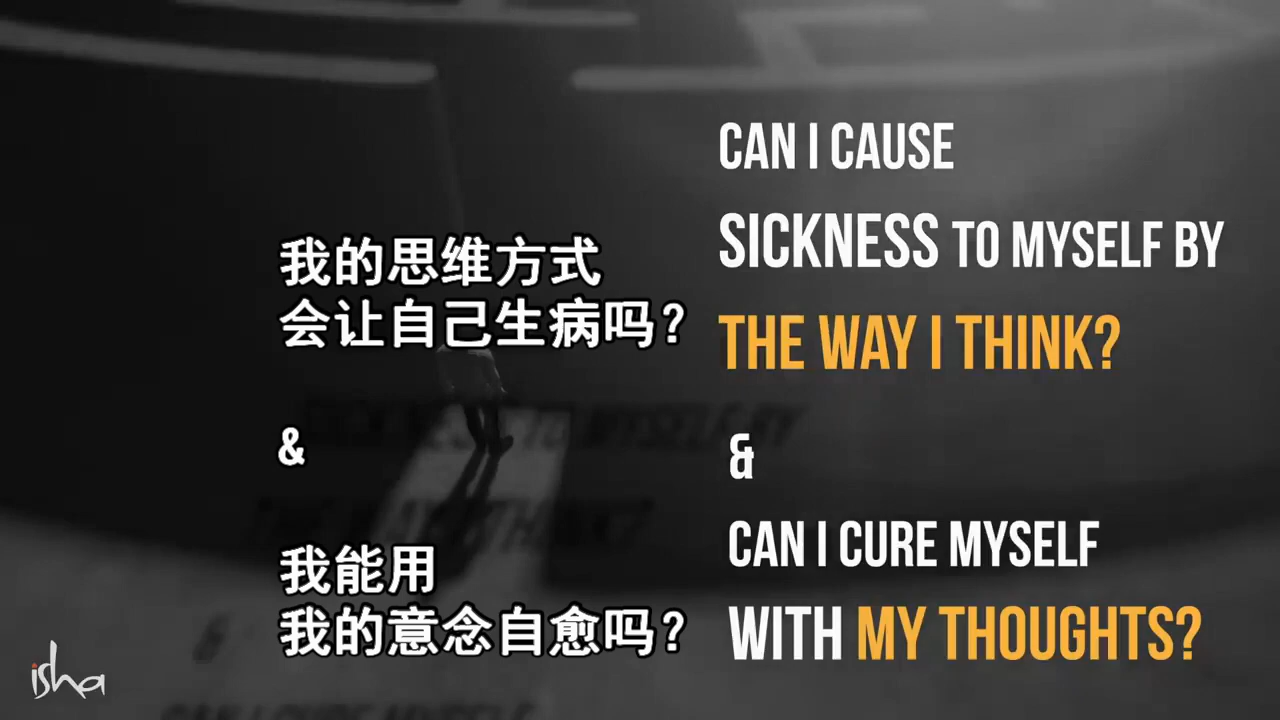 我的思维方式
会让自己生病吗？
&
我能用
我的意念自愈吗？
CAN I CAUSE
SICKNESS TO MYSELF BY
THE WAY I THINK?
&
CAN I CURE MYSELF
WITH MY THOUGHTS?
isha